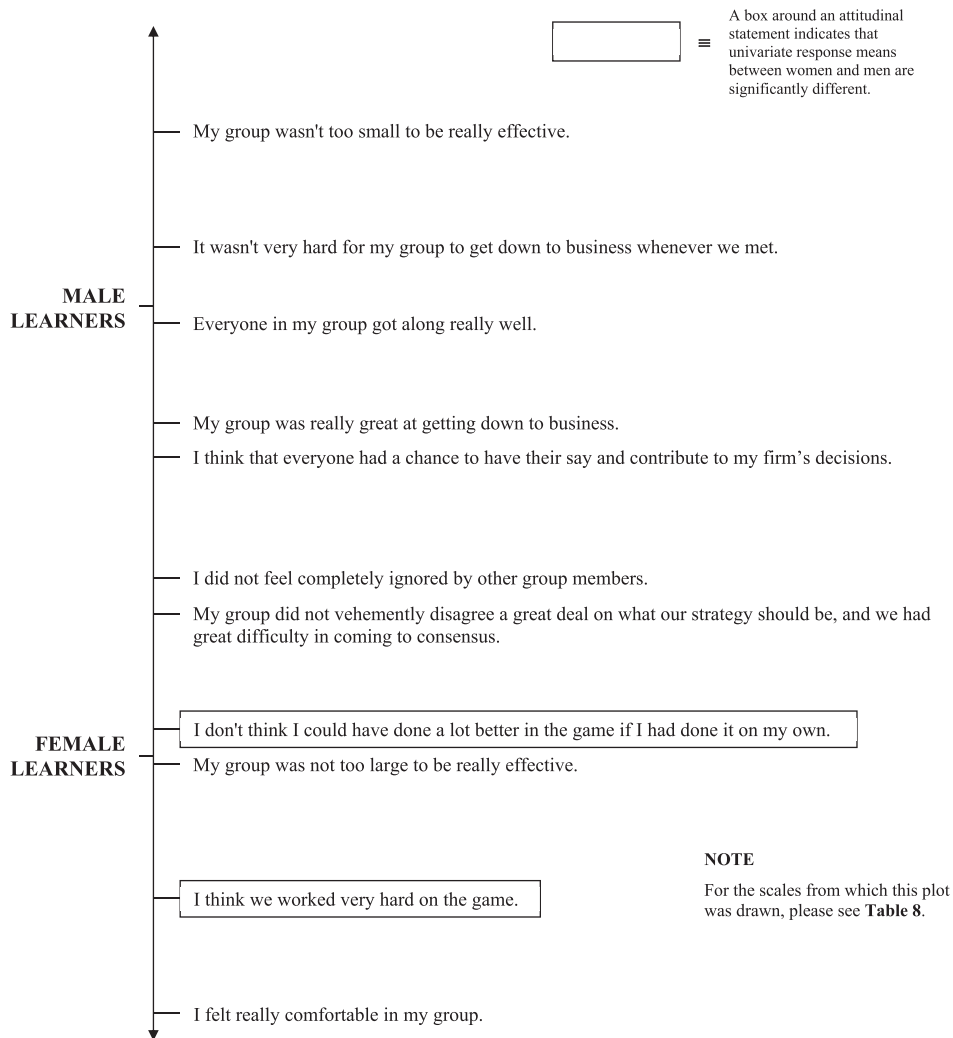 A box around an attitudinal
statement indicates that
≡ univariate response means
between women and men are
significantly different.
My group wasn't too small to be really effective.
It wasn't very hard for my group to get down to business whenever we met.
MALE
LEARNERS
Everyone in my group got along really well.
My group was really great at getting down to business.
I think that everyone had a chance to have their say and contribute to my firm’s decisions.
I did not feel completely ignored by other group members.
My group did not vehemently disagree a great deal on what our strategy should be, and we had
great difficulty in coming to consensus.
I don't think I could have done a lot better in the game if I had done it on my own.
FEMALE
LEARNERS
My group was not too large to be really effective.
NOTE
For the scales from which this plot
was drawn, please see Table 8.
I think we worked very hard on the game.
I felt really comfortable in my group.